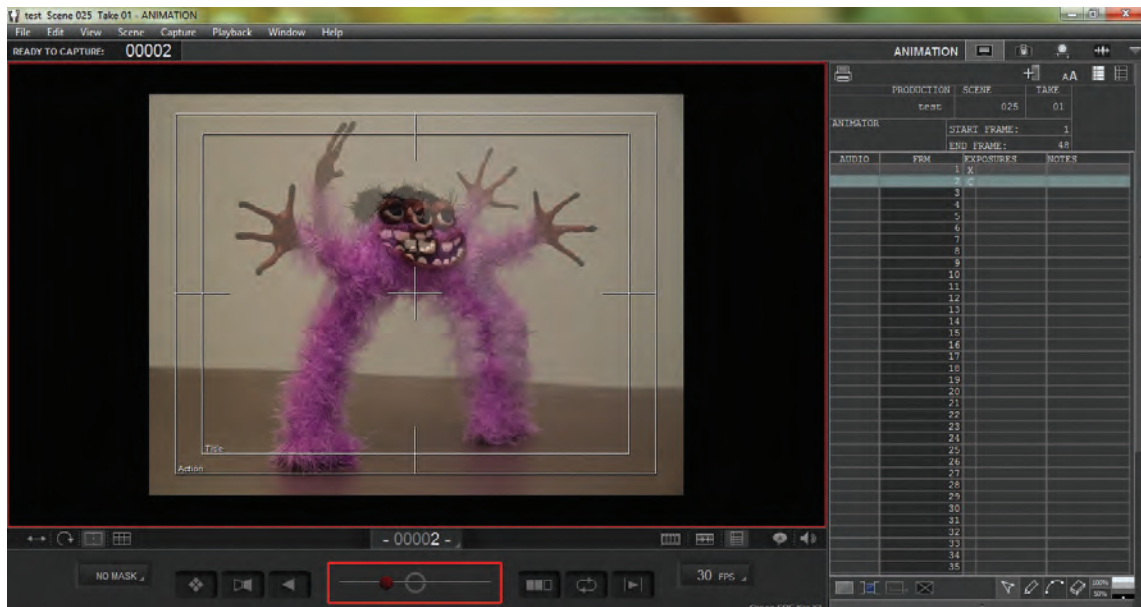 test Scene 025 Take 01 - ANIMATION
File Edit View Scene Capture Playback Window Help
READY TO CAPTURE: 00002
ANIMATION
AA
PRODUCTION SCENE TAKE
test 025 01
ANIMATOR
START FRAME: 1
END FRAME: 48
AUDIO FRM EXPOSURES NOTES
1 X
2 C
3
4
5
6
7
8
9
10
11
12
13
14
15
16
17
18
19
20
21
22
23
24
25
26
27
28
29
30
31
32
33
34
35
Title
Action
- 00002 -
NO MASK
30 FPS
100%
50%